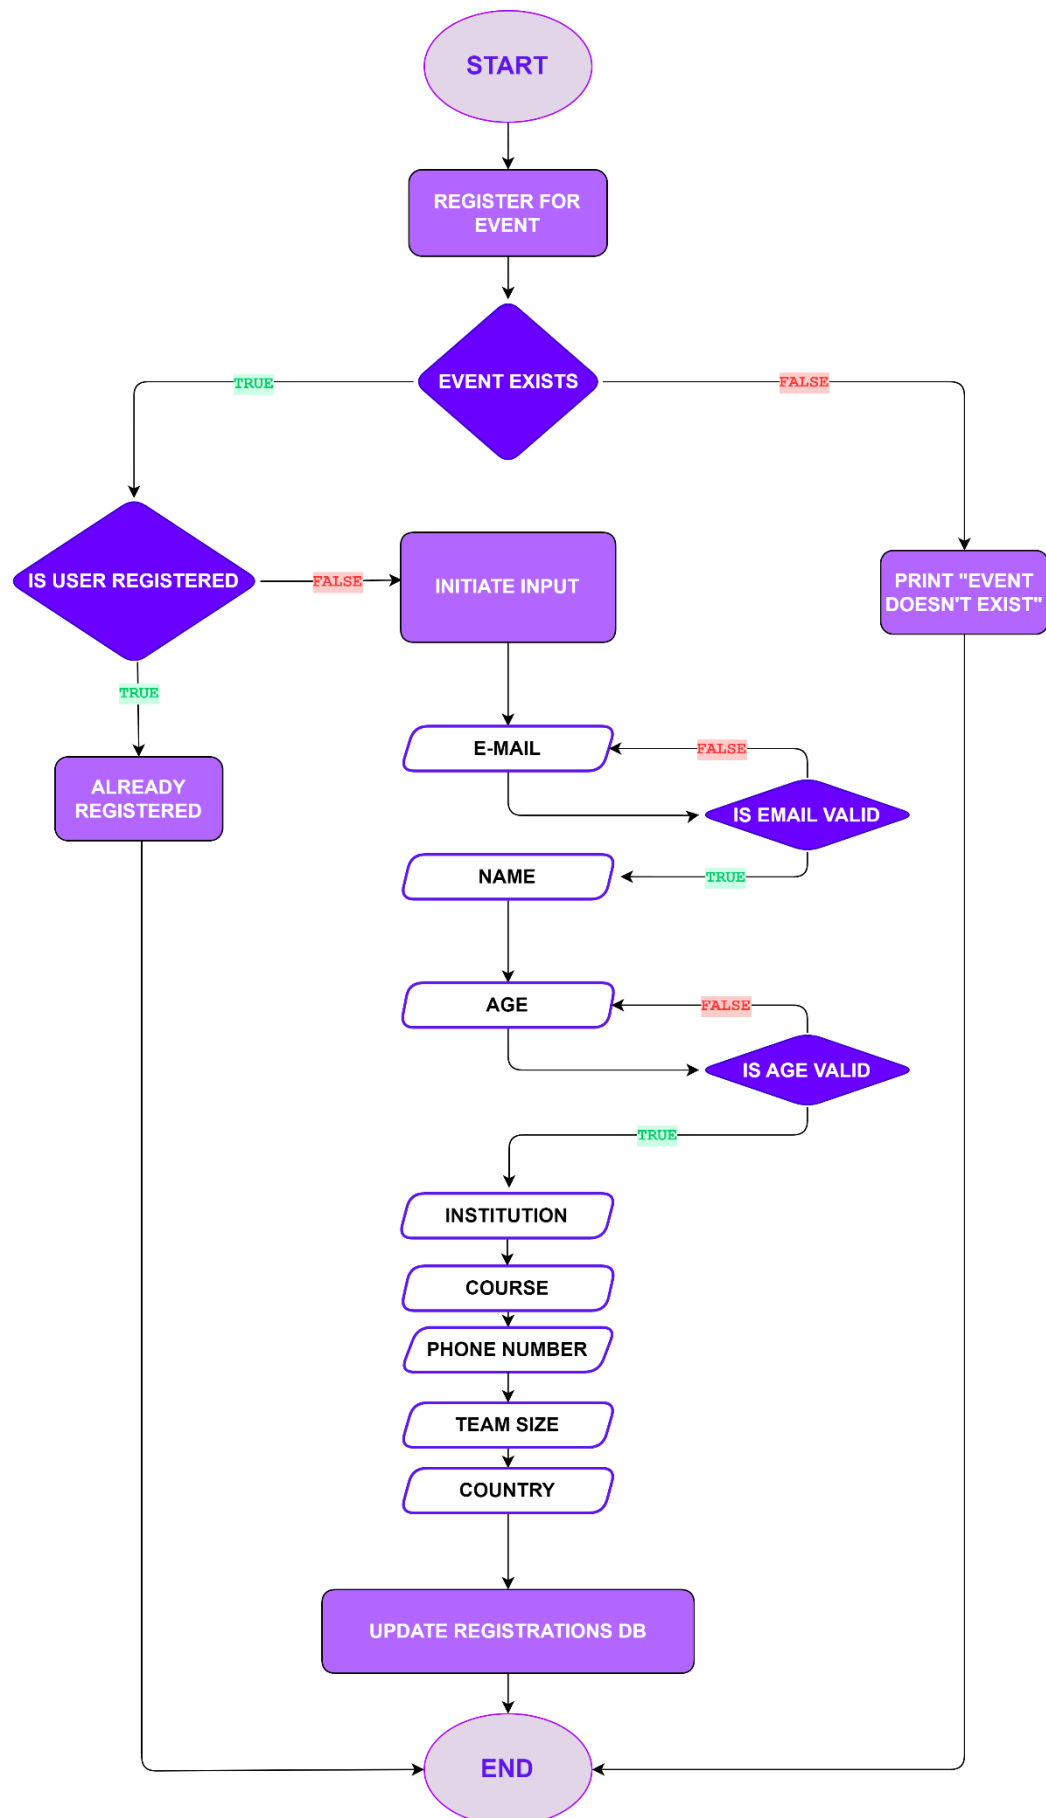 START
REGISTER FOR
EVENT
EVENT EXISTS
TRUE
FALSE
IS USER REGISTERED
FALSE
INITIATE INPUT
PRINT "EVENT
DOESN'T EXIST"
TRUE
ALREADY
REGISTERED
E-MAIL
FALSE
IS EMAIL VALID
TRUE
NAME
AGE
FALSE
IS AGE VALID
TRUE
INSTITUTION
COURSE
PHONE NUMBER
TEAM SIZE
COUNTRY
UPDATE REGISTRATIONS DB
END